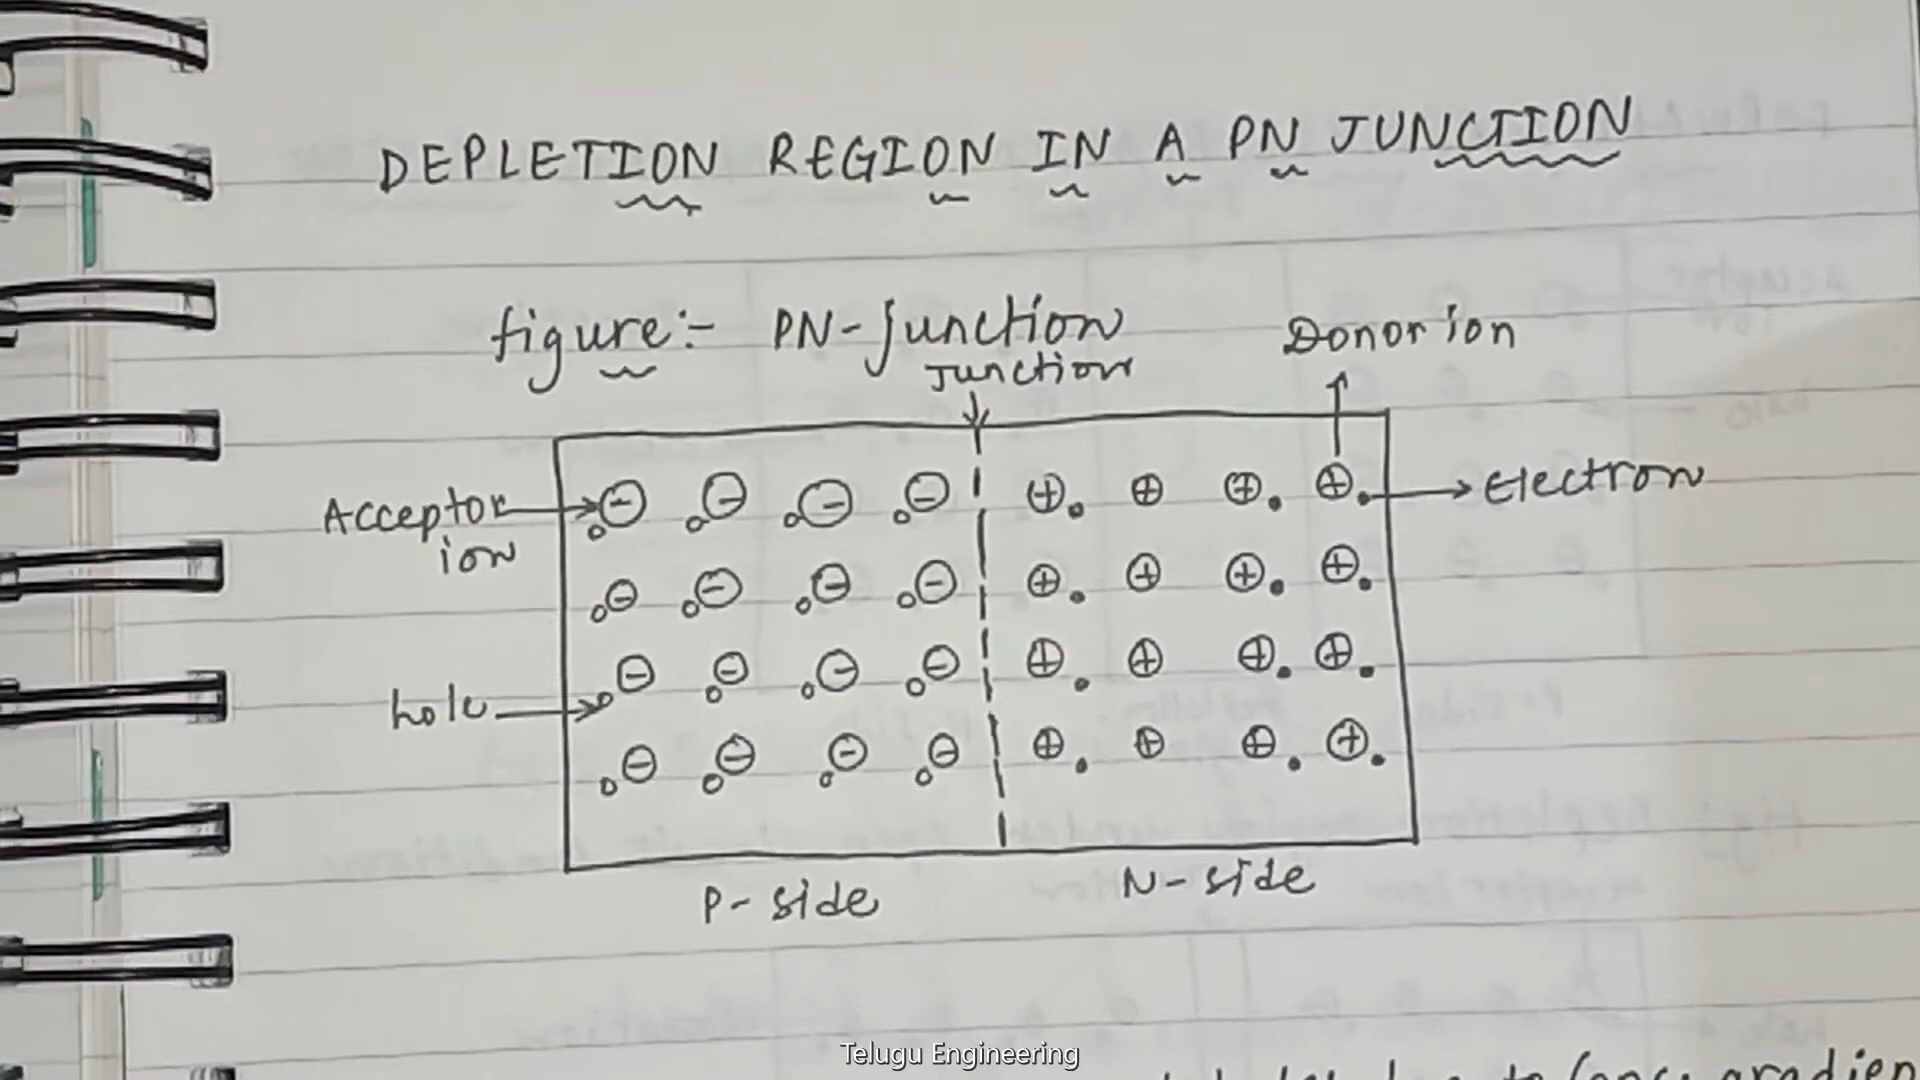 DEPLETION REGION IN A PN JUNCTION
figure:- PN-Junction
Junction
Donor ion
Acceptor
ion
Electron
hole
P-side
N-side
Telugu Engineering